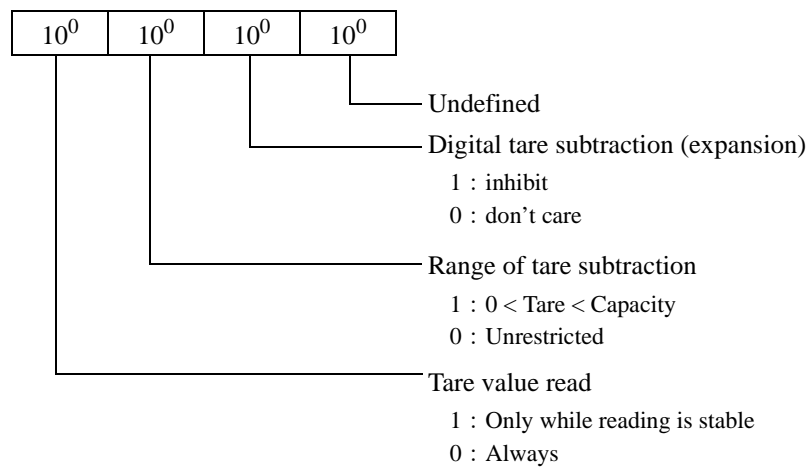 10⁰ 10⁰ 10⁰ 10⁰
Undefined
Digital tare subtraction (expansion)
1 : inhibit
0 : don’t care
Range of tare subtraction
1 : 0 < Tare < Capacity
0 : Unrestricted
Tare value read
1 : Only while reading is stable
0 : Always